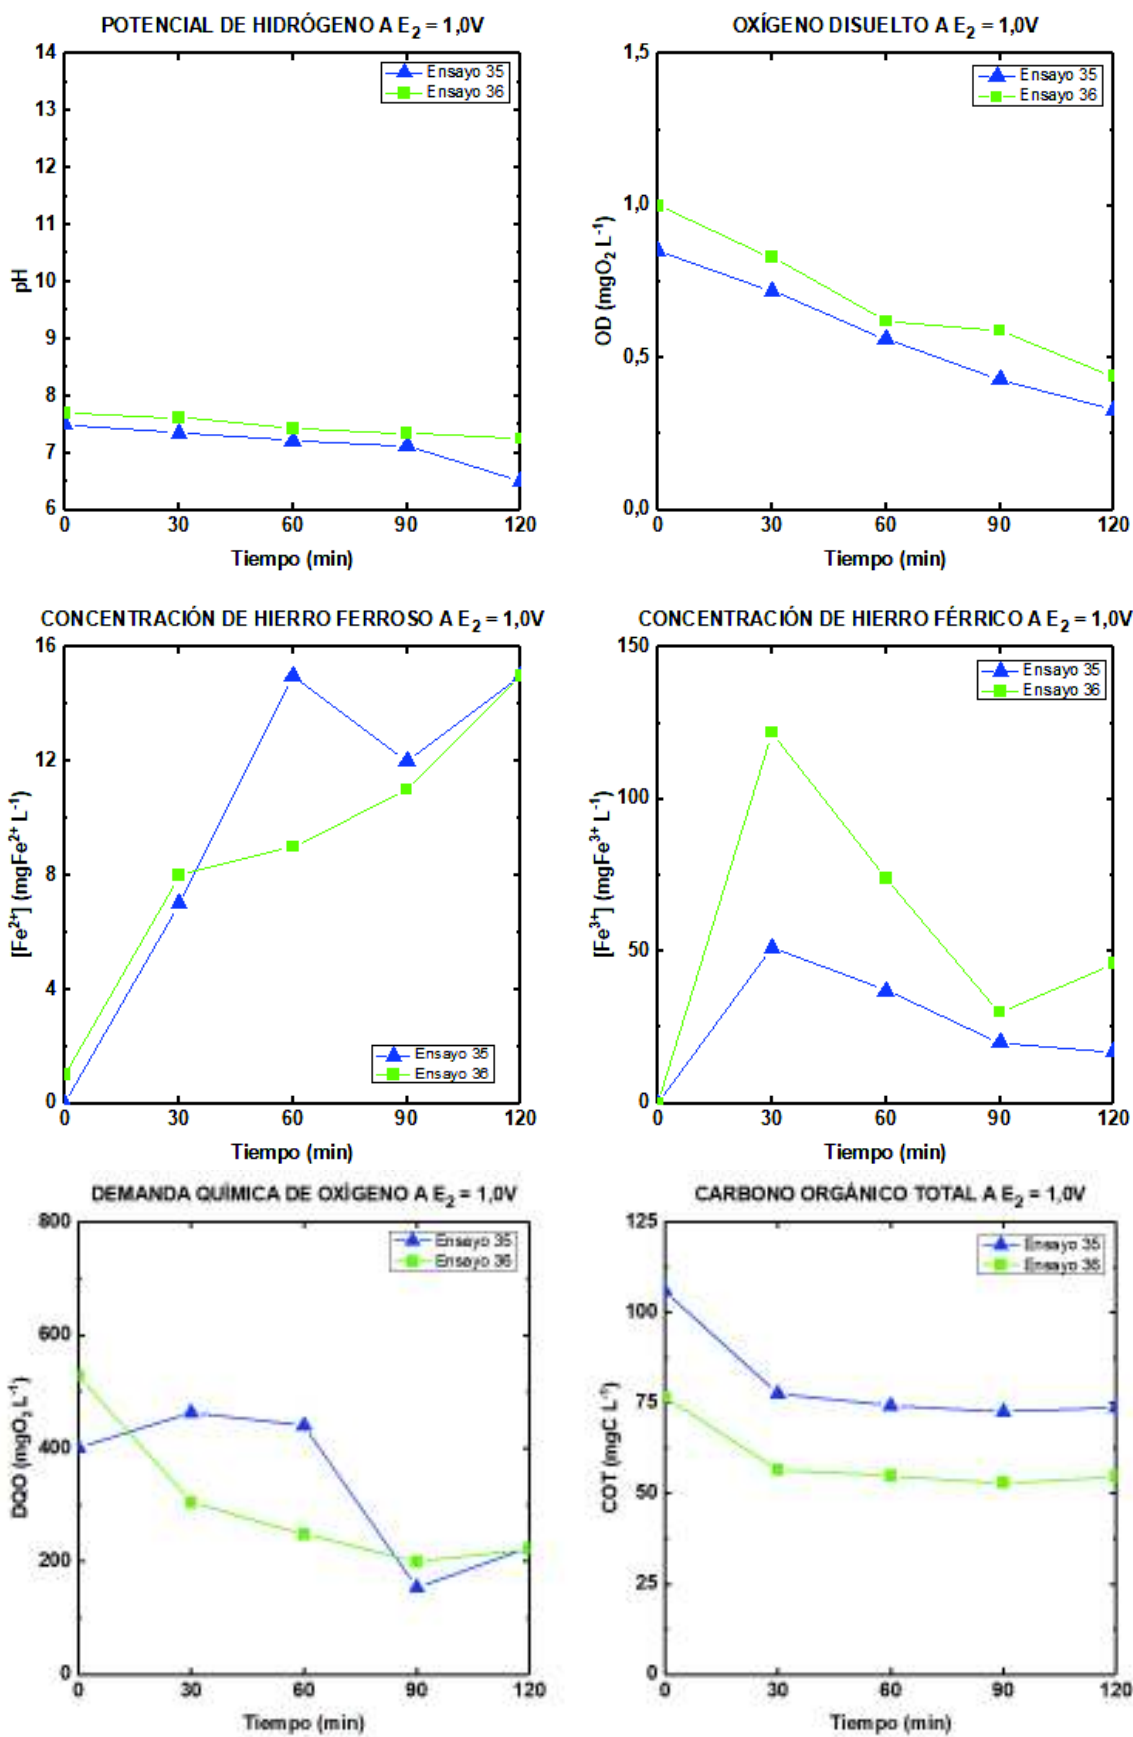 POTENCIAL DE HIDRÓGENO A E₂ = 1,0V
14
13
12
11
10
9
8
7
6
pH
Ensayo 35
Ensayo 36
0 30 60 90 120
Tiempo (min)
OXÍGENO DISUELTO A E₂ = 1,0V
1,5
1,0
0,5
0,0
OD (mgO₂ L⁻¹)
Ensayo 35
Ensayo 36
0 30 60 90 120
Tiempo (min)
CONCENTRACIÓN DE HIERRO FERROSO A E₂ = 1,0V
16
12
8
4
0
[Fe²⁺] (mgFe²⁺ L⁻¹)
Ensayo 35
Ensayo 36
0 30 60 90 120
Tiempo (min)
CONCENTRACIÓN DE HIERRO FÉRRICO A E₂ = 1,0V
150
100
50
0
[Fe³⁺] (mgFe³⁺ L⁻¹)
Ensayo 35
Ensayo 36
0 30 60 90 120
Tiempo (min)
DEMANDA QUÍMICA DE OXÍGENO A E₂ = 1,0V
800
600
400
200
0
DQO (mgO₂ L⁻¹)
Ensayo 35
Ensayo 36
0 30 60 90 120
Tiempo (min)
CARBONO ORGÁNICO TOTAL A E₂ = 1,0V
125
100
75
50
25
0
COT (mgC L⁻¹)
Ensayo 35
Ensayo 36
0 30 60 90 120
Tiempo (min)